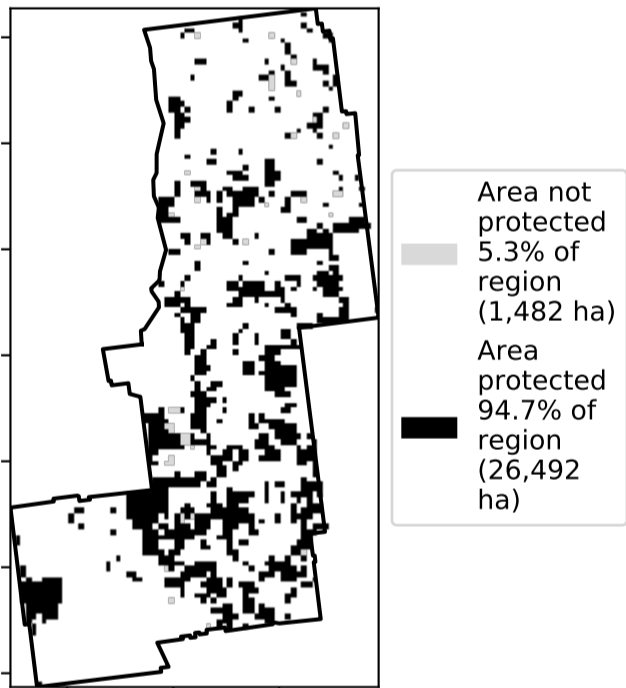 Area not
protected
5.3% of
region
(1,482 ha)
Area
protected
94.7% of
region
(26,492
ha)